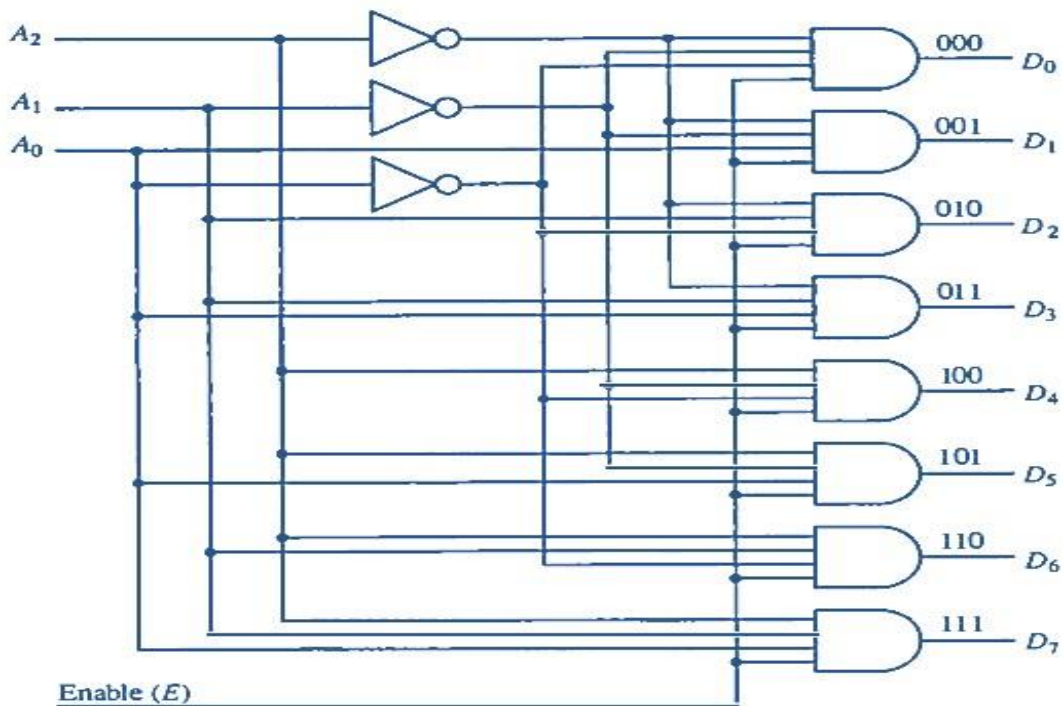 A2
000
D0
A1
A0
001
D1
010
D2
011
D3
100
D4
101
D5
110
D6
111
D7
Enable (E)